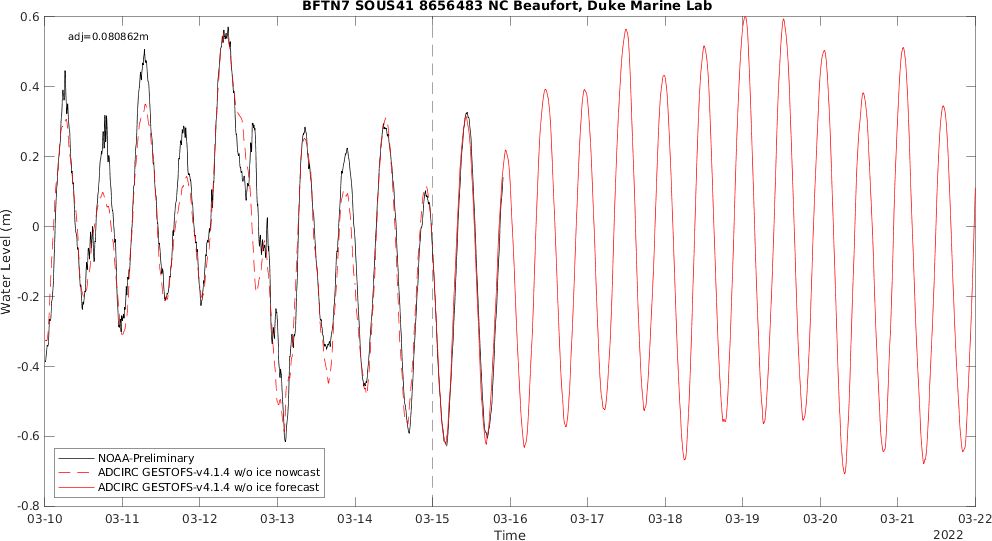 BFTN7 SOUS41 8656483 NC Beaufort, Duke Marine Lab
adj=0.080862m
0.6
0.4
0.2
0
-0.2
-0.4
-0.6
-0.8
Water Level (m)
NOAA-Preliminary
ADCIRC GESTOFS-v4.1.4 w/o ice nowcast
ADCIRC GESTOFS-v4.1.4 w/o ice forecast
03-10 03-11 03-12 03-13 03-14 03-15 03-16 03-17 03-18 03-19 03-20 03-21 03-22
Time
2022